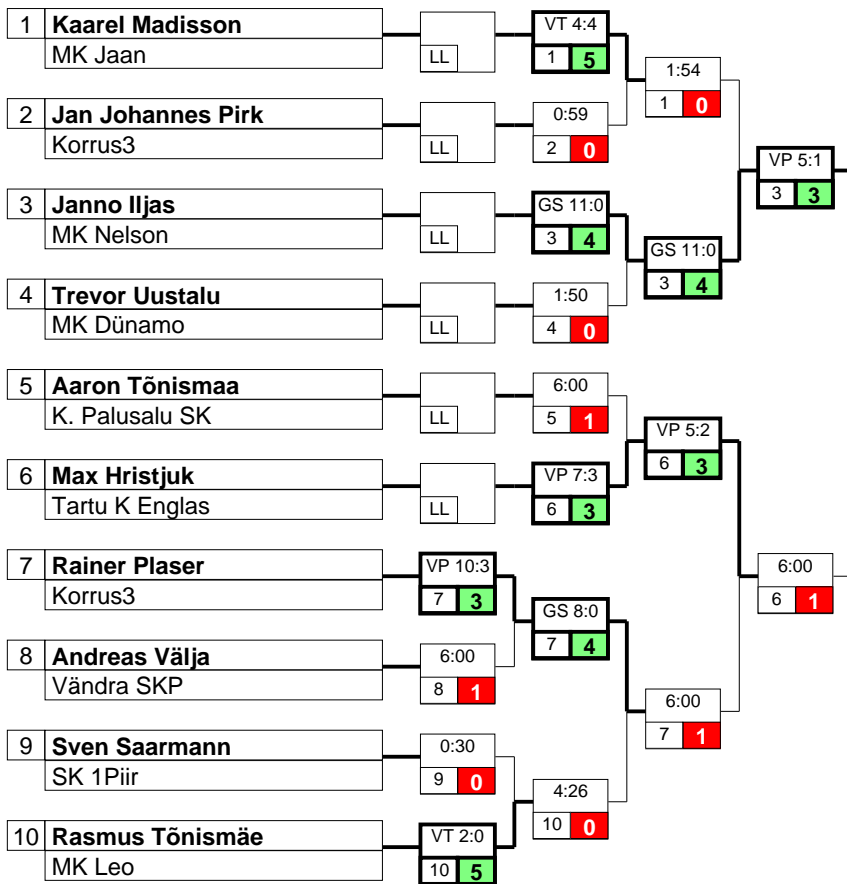 1 Kaarel Madisson
MK Jaan
LL
VT 4:4
1 5
1:54
1 0
2 Jan Johannes Pirk
Korrus3
LL
0:59
2 0
VP 5:1
3 3
3 Janno Iljas
MK Nelson
LL
GS 11:0
3 4
GS 11:0
3 4
4 Trevor Uustalu
MK Dünamo
LL
1:50
4 0
5 Aaron Tõnismaa
K. Palusalu SK
LL
6:00
5 1
VP 5:2
6 3
6 Max Hristjuk
Tartu K Englas
LL
VP 7:3
6 3
7 Rainer Plaser
Korrus3
VP 10:3
7 3
6:00
6 1
GS 8:0
7 4
8 Andreas Välja
Vändra SKP
6:00
8 1
6:00
7 1
9 Sven Saarmann
SK 1Piir
0:30
9 0
4:26
10 0
10 Rasmus Tõnismäe
MK Leo
VT 2:0
10 5